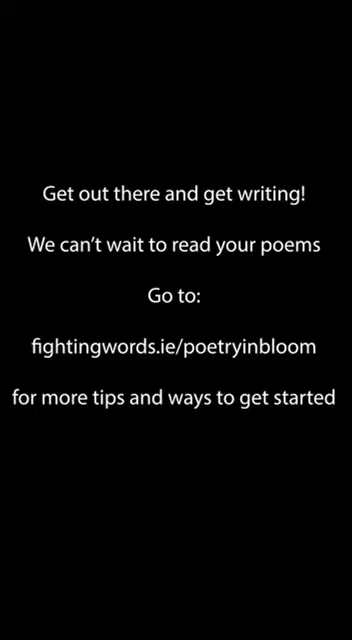 Get out there and get writing!
We can’t wait to read your poems
Go to:
fightingwords.ie/poetryinbloom
for more tips and ways to get started